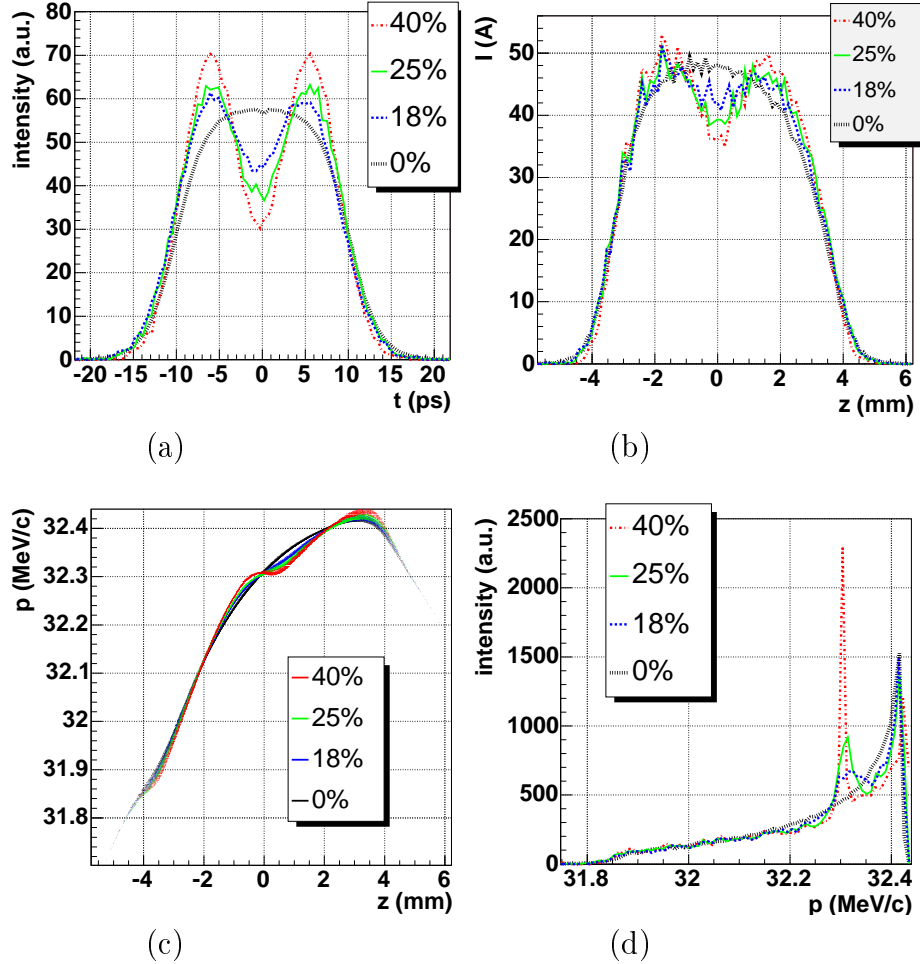 intensity (a.u.)
80
70
60
50
40
30
20
10
0
-20 -15 -10 -5 0 5 10 15 20
t (ps)
40%
25%
18%
0%
(a)
I (A)
50
40
30
20
10
0
-4 -2 0 2 4 6
z (mm)
40%
25%
18%
0%
(b)
p (MeV/c)
32.4
32.3
32.2
32.1
32
31.9
31.8
-4 -2 0 2 4 6
z (mm)
40%
25%
18%
0%
(c)
intensity (a.u.)
2500
2000
1500
1000
500
0
31.8 32 32.2 32.4
p (MeV/c)
40%
25%
18%
0%
(d)